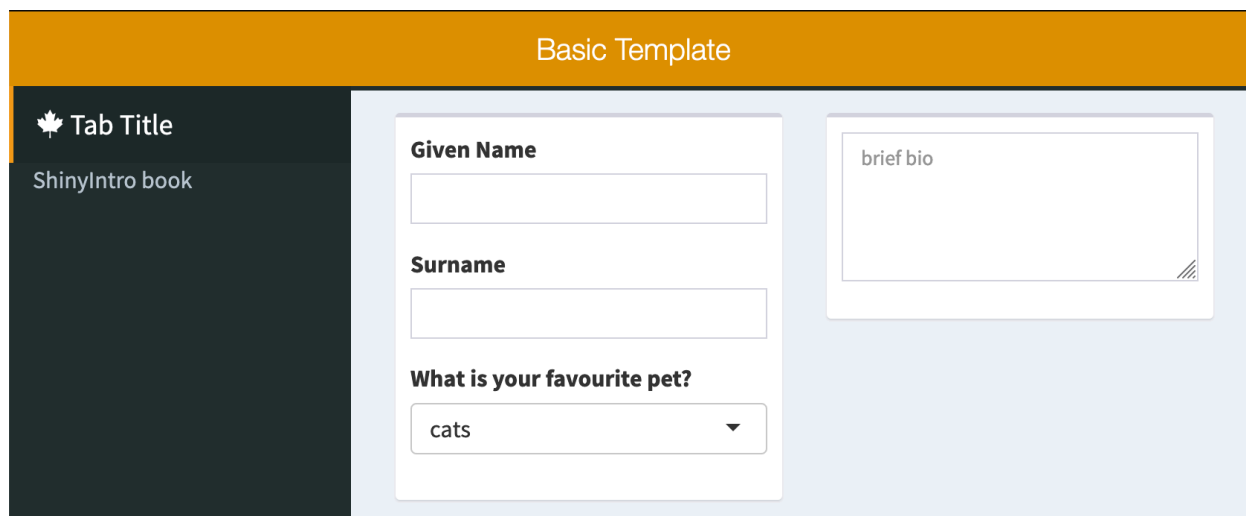 Basic Template
Tab Title
ShinyIntro book
Given Name
Surname
What is your favourite pet?
cats
brief bio